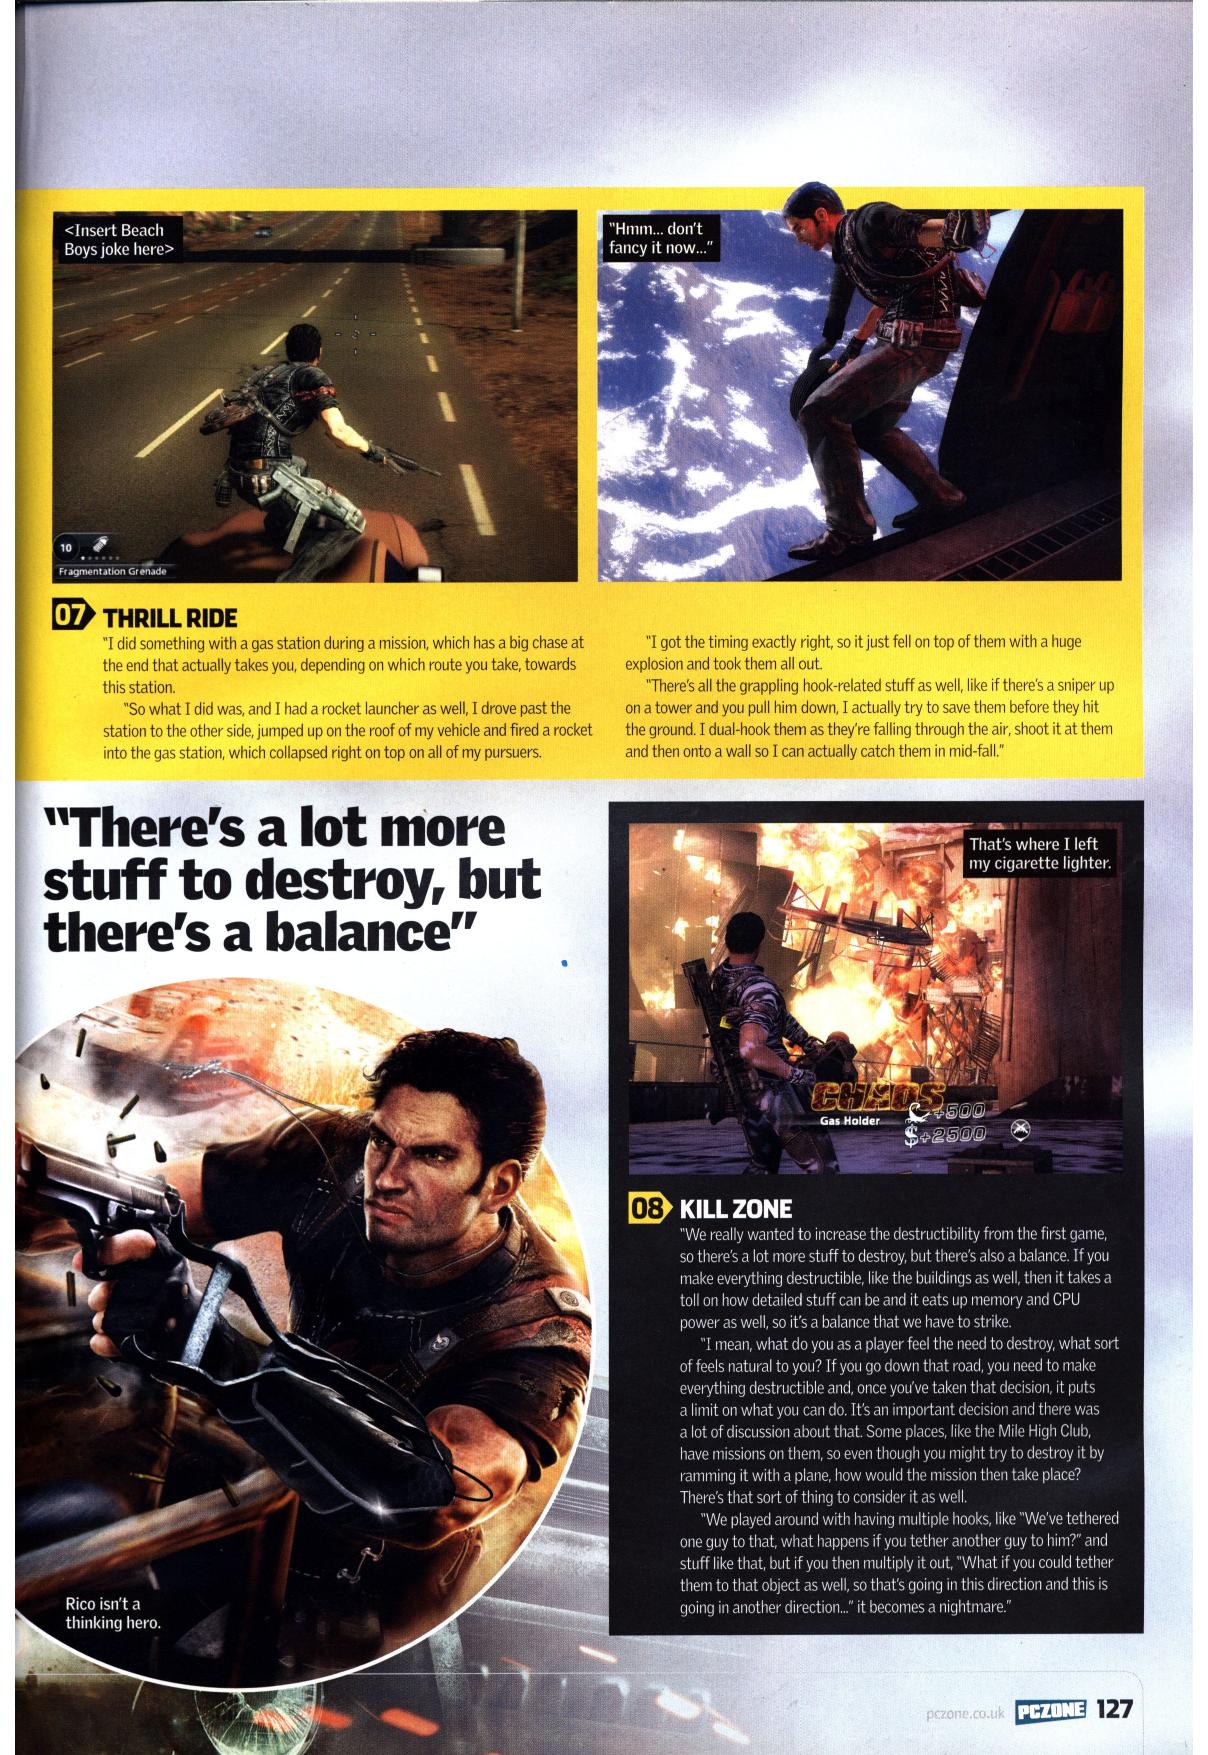 <Insert Beach
Boys joke here>
"Hmm... don't
fancy it now..."
10
Fragmentation Grenade
07 THRILL RIDE
"I did something with a gas station during a mission, which has a big chase at
the end that actually takes you, depending on which route you take, towards
this station.
"So what I did was, and I had a rocket launcher as well, I drove past the
station to the other side, jumped up on the roof of my vehicle and fired a rocket
into the gas station, which collapsed right on top on all of my pursuers.
"I got the timing exactly right, so it just fell on top of them with a huge
explosion and took them all out.
"There's all the grappling hook-related stuff as well, like if there's a sniper up
on a tower and you pull him down, I actually try to save them before they hit
the ground. I dual-hook them as they're falling through the air, shoot it at them
and then onto a wall so I can actually catch them in mid-fall."
"There's a lot more
stuff to destroy, but
there's a balance"
Rico isn't a
thinking hero.
That's where I left
my cigarette lighter.
CHAOS
Gas Holder
+500
$+2500
08 KILL ZONE
"We really wanted to increase the destructibility from the first game,
so there's a lot more stuff to destroy, but there's also a balance. If you
make everything destructible, like the buildings as well, then it takes a
toll on how detailed stuff can be and it eats up memory and CPU
power as well, so it's a balance that we have to strike.
"I mean, what do you as a player feel the need to destroy, what sort
of feels natural to you? If you go down that road, you need to make
everything destructible and, once you've taken that decision, it puts
a limit on what you can do. It's an important decision and there was
a lot of discussion about that. Some places, like the Mile High Club,
have missions on them, so even though you might try to destroy it by
ramming it with a plane, how would the mission then take place?
There's that sort of thing to consider it as well.
"We played around with having multiple hooks, like "We've tethered
one guy to that, what happens if you tether another guy to him?" and
stuff like that, but if you then multiply it out, "What if you could tether
them to that object as well, so that's going in this direction and this is
going in another direction..." it becomes a nightmare."
pczone.co.uk PCZONE 127